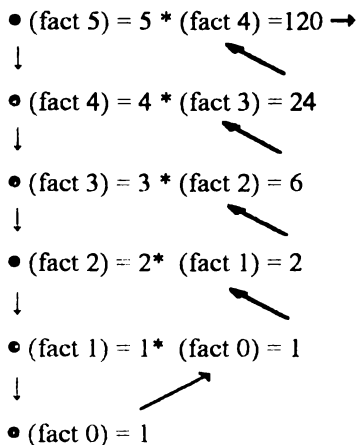 • (fact 5) = 5 * (fact 4) =120 →
↓
• (fact 4) = 4 * (fact 3) = 24
↓
• (fact 3) = 3 * (fact 2) = 6
↓
• (fact 2) = 2* (fact 1) = 2
↓
• (fact 1) = 1* (fact 0) = 1
↓
• (fact 0) = 1